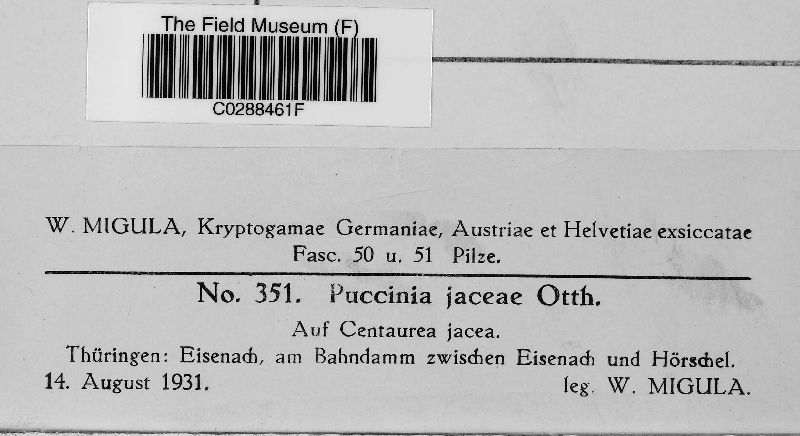 The Field Museum (F)
C0288461F
W. MIGULA, Kryptogamae Germaniae, Austriae et Helvetiae exsiccatae
Fasc. 50 u. 51 Pilze.
No. 351. Puccinia jaceae Otth.
Auf Centaurea jacea.
Thüringen: Eisenach, am Bahndamm zwischen Eisenach und Hörschel.
14. August 1931. leg. W. MIGULA.